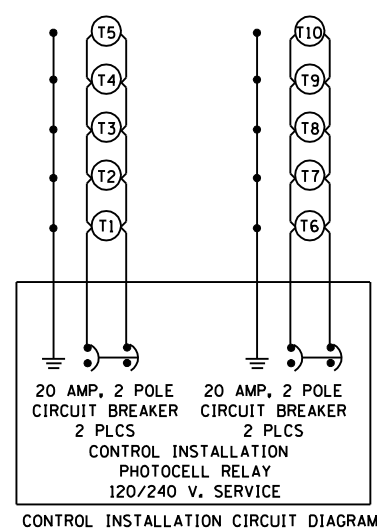 T5 T10
T4 T9
T3 T8
T2 T7
T1 T6
20 AMP, 2 POLE 20 AMP, 2 POLE
CIRCUIT BREAKER CIRCUIT BREAKER
2 PLCS 2 PLCS
CONTROL INSTALLATION
PHOTOCELL RELAY
120/240 V. SERVICE
CONTROL INSTALLATION CIRCUIT DIAGRAM